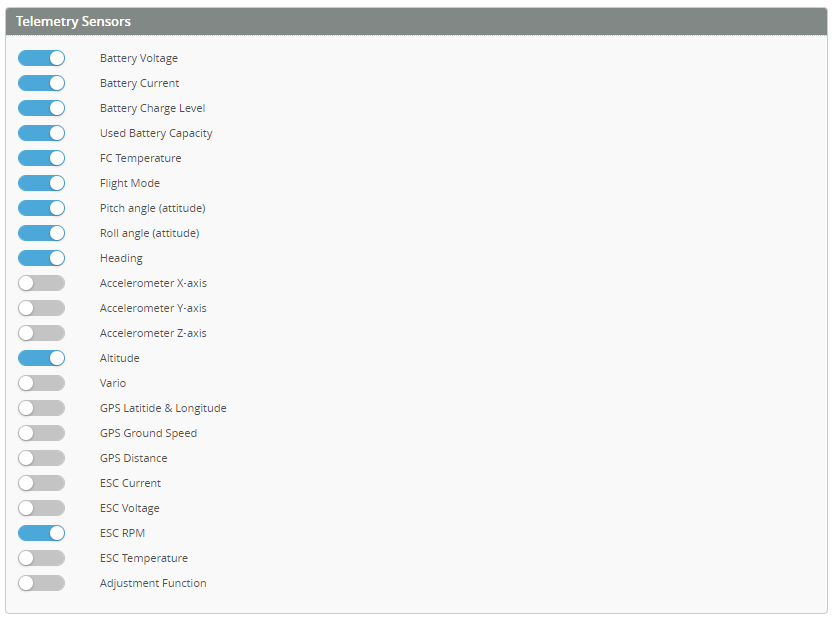 Telemetry Sensors
Battery Voltage
Battery Current
Battery Charge Level
Used Battery Capacity
FC Temperature
Flight Mode
Pitch angle (attitude)
Roll angle (attitude)
Heading
Accelerometer X-axis
Accelerometer Y-axis
Accelerometer Z-axis
Altitude
Vario
GPS Latitide & Longitude
GPS Ground Speed
GPS Distance
ESC Current
ESC Voltage
ESC RPM
ESC Temperature
Adjustment Function